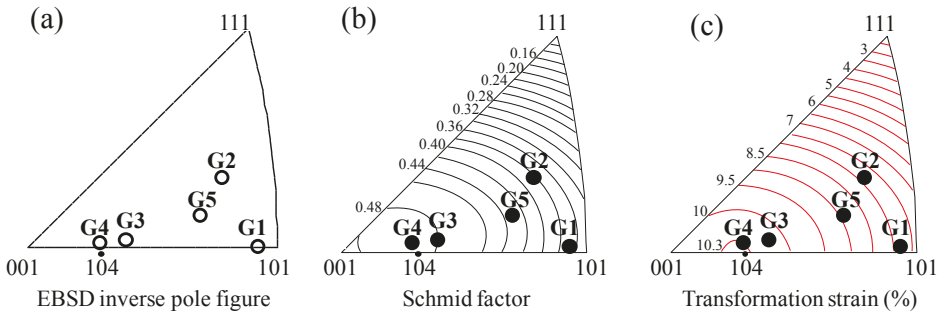 (a)
111
G2
G5
G4
G3
G1
001
104
101
EBSD inverse pole figure
(b)
111
0.16
0.20
0.24
0.28
0.32
0.36
0.40
0.44
0.48
G2
G5
G4
G3
G1
001
104
101
Schmid factor
(c)
111
3
4
5
6
7
8.5
9.5
10
10.3
G2
G5
G4
G3
G1
001
104
101
Transformation strain (%)